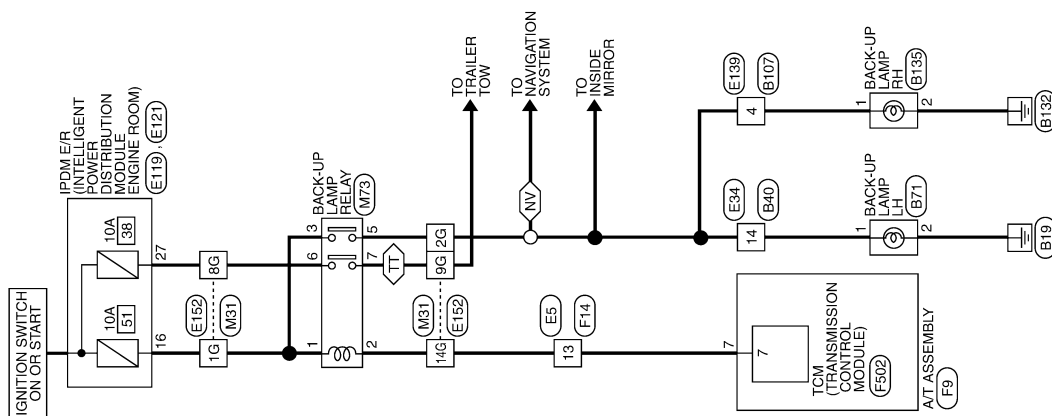 IGNITION SWITCH
ON OR START
IPDM E/R
(INTELLIGENT
POWER
DISTRIBUTION
MODULE
ENGINE ROOM)
E119 , E121
10A
51
10A
38
16
27
E152
M31
1G
8G
BACK-UP
LAMP
RELAY
M73
1
6
3
2
7
5
TT
M31
E152
14G
9G
2G
TO
TRAILER
TOW
TO
NAVIGATION
SYSTEM
NV
TO
INSIDE
MIRROR
E5
F14
13
E34
B40
14
E139
B107
4
7
7
TCM
(TRANSMISSION
CONTROL
MODULE)
F502
A/T ASSEMBLY
F9
BACK-UP
LAMP
LH
B71
1
2
B19
BACK-UP
LAMP
RH
B135
1
2
B132